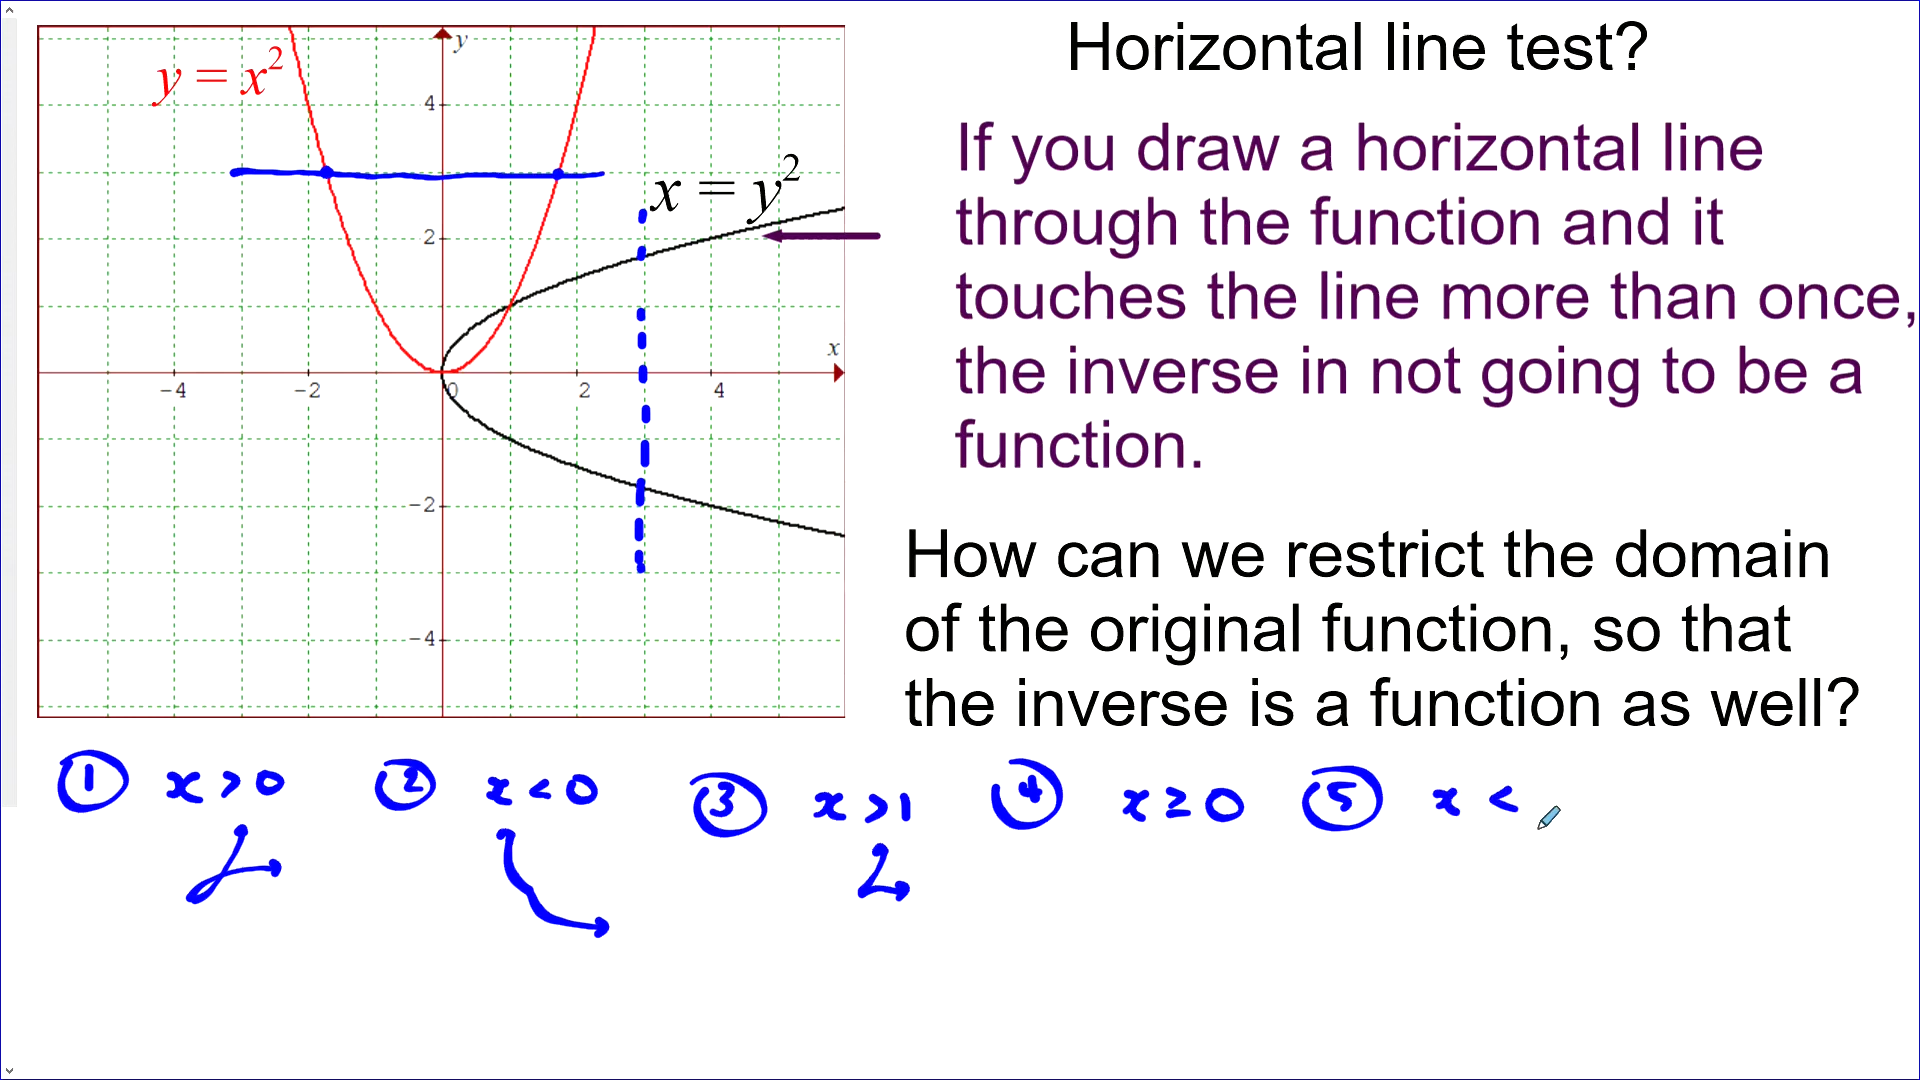 Horizontal line test?
y = x²
y
4
If you draw a horizontal line
through the function and it
touches the line more than once,
the inverse in not going to be a
function.
x = y²
2
x
-4 -2 0 2 4
-2
-4
How can we restrict the domain
of the original function, so that
the inverse is a function as well?
① x > 0 ② x < 0 ③ x > 1 ④ x ≥ 0 ⑤ x <